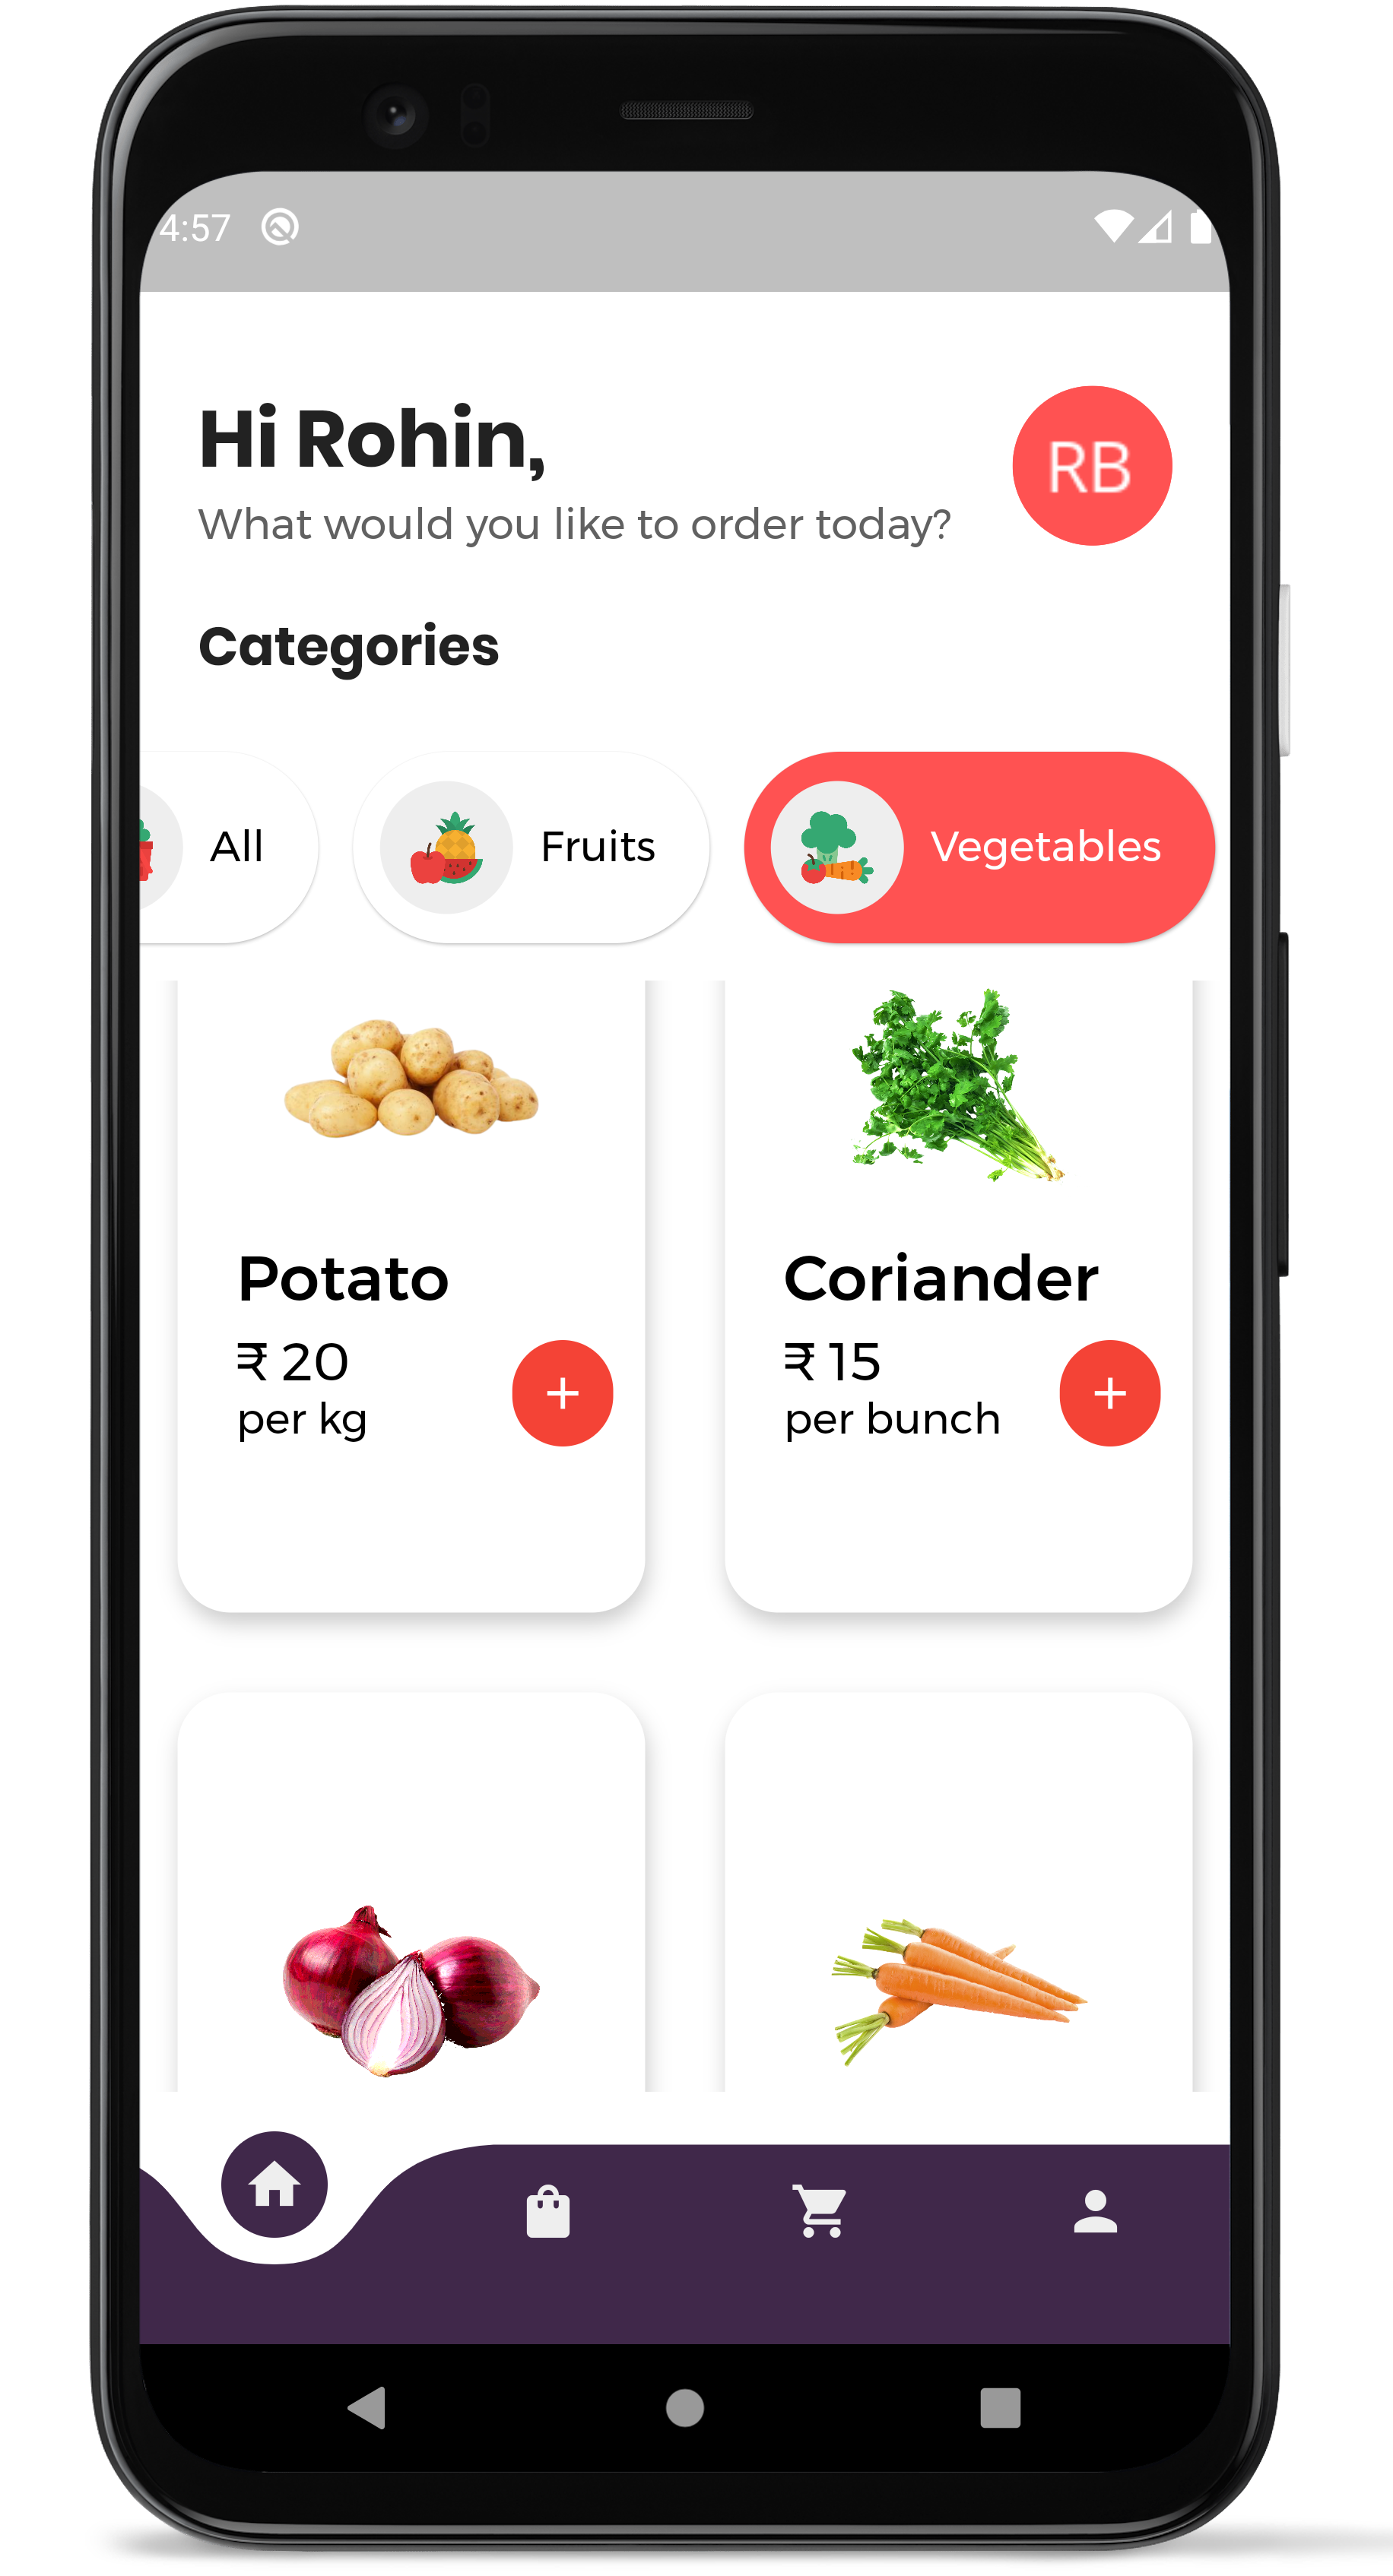 4:57
Hi Rohin,
RB
What would you like to order today?
Categories
All
Fruits
Vegetables
Potato
₹ 20
per kg
+
Coriander
₹ 15
per bunch
+